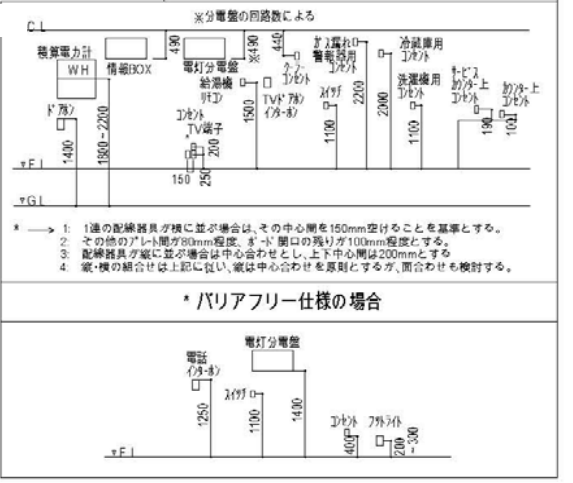 ※分電盤の回路数による
C L
積算電力計
WH
情報BOX
490
電灯分電盤
490
※
440
クーラー
コンセント
ガス漏れ
警報器用
コンセント
冷蔵庫用
コンセント
洗濯機用
コンセント
サービス
カウンター上
コンセント
カウンター上
コンセント
ドアホン
1400
1800~2200
給湯機
リモコン
コンセント
TV端子
*
200
150
250
1500
TVドアホン
インターホン
スイッチ
1100
2200
2000
1100
190
100
▽F L
▽G L
* → 1: 1連の配線器具が横に並ぶ場合は、その中心間を150mm空けることを基準とする。
2: その他のプレート間が80mm程度、ボード開口の残りが100mm程度とする。
3: 配線器具が縦に並ぶ場合は中心合わせとし、上下中心間は200mmとする
4: 縦・横の組合せは上記に従い、縦は中心合わせを原則とするが、面合わせも検討する。
* バリアフリー仕様の場合
電灯分電盤
電話
インターホン
1250
スイッチ
1100
1400
コンセント
400
フットライト
200
~300
▽F L